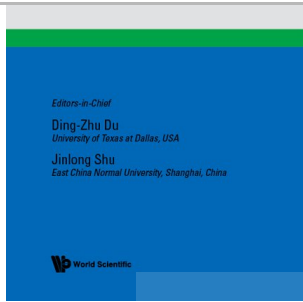 Editors-in-Chief
Ding-Zhu Du
University of Texas at Dallas, USA
Jinlong Shu
East China Normal University, Shanghai, China
World Scientific